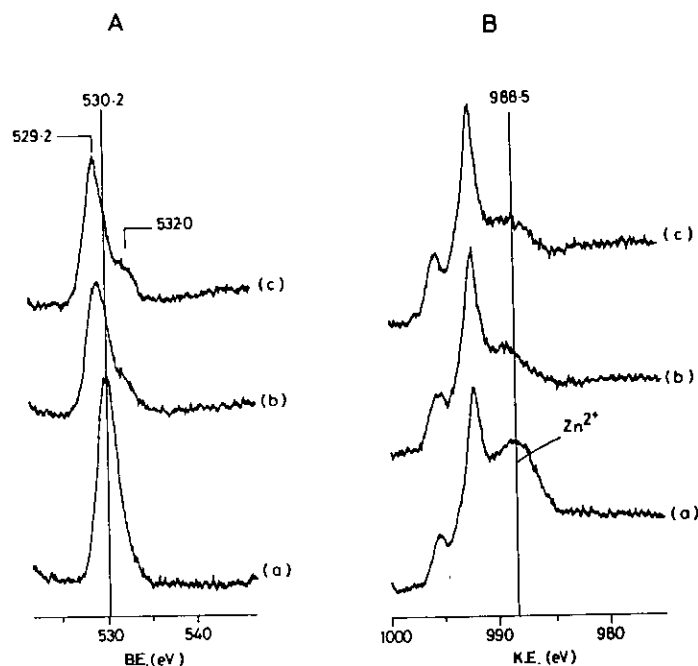 A
530·2
529·2
532·0
(c)
(b)
(a)
530
540
B.E.(eV)
B
988·5
(c)
(b)
Zn2+
(a)
1000
990
980
K.E.(eV)